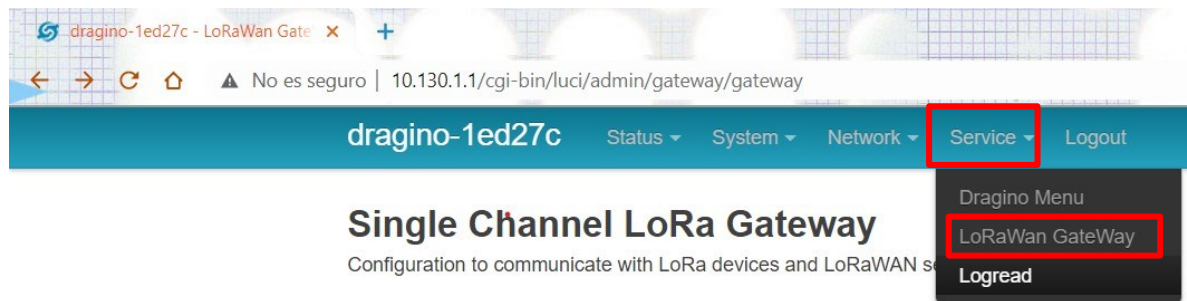 dragino-1ed27c - LoRaWan Gate
No es seguro | 10.130.1.1/cgi-bin/luci/admin/gateway/gateway
dragino-1ed27c Status System Network Service Logout
Dragino Menu
Single Channel LoRa Gateway
LoRaWan GateWay
Configuration to communicate with LoRa devices and LoRaWAN s
Logread